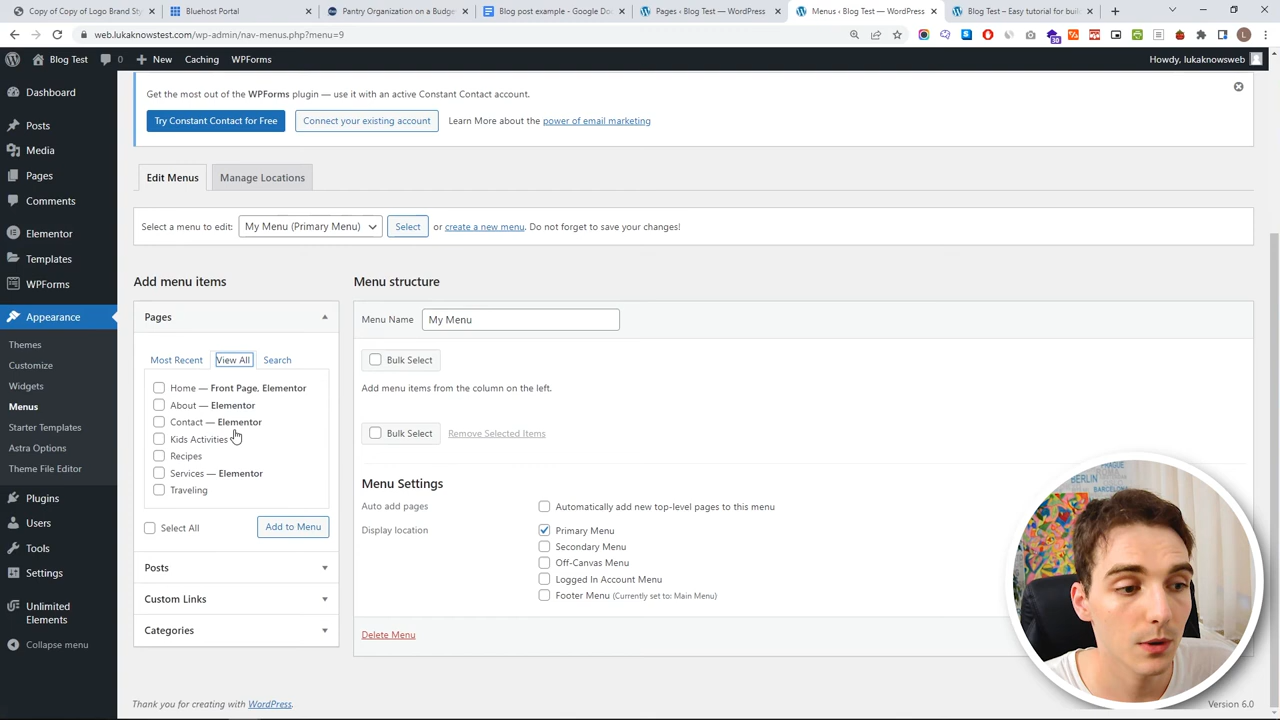 Copy of Copy of Logo Brand Sty
Bluehost Portal
Pantry Organization on a Budget
Blog post example - Google Doc
Pages ‹ Blog Test — WordPress
Menus ‹ Blog Test — WordPress
Blog Test – Easy tutorial for buil
web.lukaknowstest.com/wp-admin/nav-menus.php?menu=9
30
L
Blog Test 0 New Caching WPForms Howdy, lukaknowsweb
Dashboard
Posts
Media
Pages
Comments
Elementor
Templates
WPForms
Appearance
Themes
Customize
Widgets
Menus
Starter Templates
Astra Options
Theme File Editor
Plugins
Users
Tools
Settings
Unlimited
Elements
Collapse menu
Get the most out of the WPForms plugin — use it with an active Constant Contact account.
Try Constant Contact for Free Connect your existing account Learn More about the power of email marketing
Edit Menus Manage Locations
Select a menu to edit: My Menu (Primary Menu) Select or create a new menu. Do not forget to save your changes!
Add menu items
Pages
Most Recent View All Search
Home — Front Page, Elementor
About — Elementor
Contact — Elementor
Kids Activities
Recipes
Services — Elementor
Traveling
Select All Add to Menu
Posts
Custom Links
Categories
Menu structure
Menu Name My Menu
Bulk Select
Add menu items from the column on the left.
Bulk Select Remove Selected Items
Menu Settings
Auto add pages Automatically add new top-level pages to this menu
Display location Primary Menu
Secondary Menu
Off-Canvas Menu
Logged In Account Menu
Footer Menu (Currently set to: Main Menu)
Delete Menu
PRAGUE
BERLIN
BARCELON
Thank you for creating with WordPress.
Version 6.0